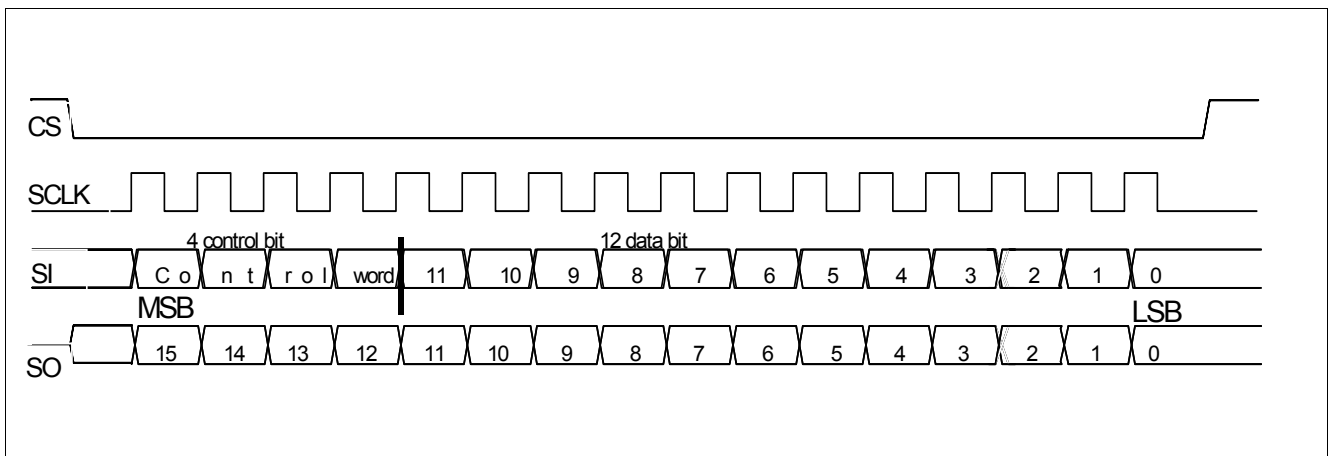 CS
SCLK
4 control bit 12 data bit
SI C o n t r o l word 11 10 9 8 7 6 5 4 3 2 1 0
MSB LSB
SO 15 14 13 12 11 10 9 8 7 6 5 4 3 2 1 0